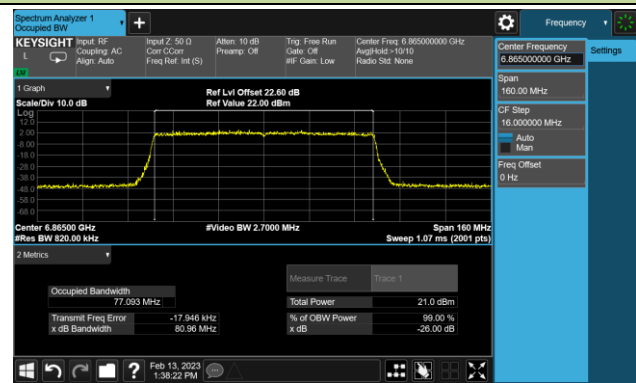 Spectrum Analyzer 1
Occupied BW
Frequency
KEYSIGHT
L
Input: RF
Coupling: AC
Align: Auto
Input Z: 50 Ω
Corr CCorr
Freq Ref: Int (S)
Atten: 10 dB
Preamp: Off
Trig: Free Run
Gate: Off
#IF Gain: Low
Center Freq: 6.865000000 GHz
Avg|Hold:>10/10
Radio Std: None
Center Frequency
6.865000000 GHz
Settings
Span
160.00 MHz
CF Step
16.000000 MHz
Auto
Man
Freq Offset
0 Hz
1 Graph
Scale/Div 10.0 dB
Ref Lvl Offset 22.60 dB
Ref Value 22.00 dBm
Log
12.0
2.00
-8.00
-18.0
-28.0
-38.0
-48.0
-58.0
-68.0
Center 6.86500 GHz
#Res BW 820.00 kHz
#Video BW 2.7000 MHz
Span 160 MHz
Sweep 1.07 ms (2001 pts)
2 Metrics
Measure Trace
Trace 1
Occupied Bandwidth
77.093 MHz
Total Power
21.0 dBm
Transmit Freq Error
-17.946 kHz
% of OBW Power
99.00 %
x dB Bandwidth
80.96 MHz
x dB
-26.00 dB
Feb 13, 2023
1:38:22 PM